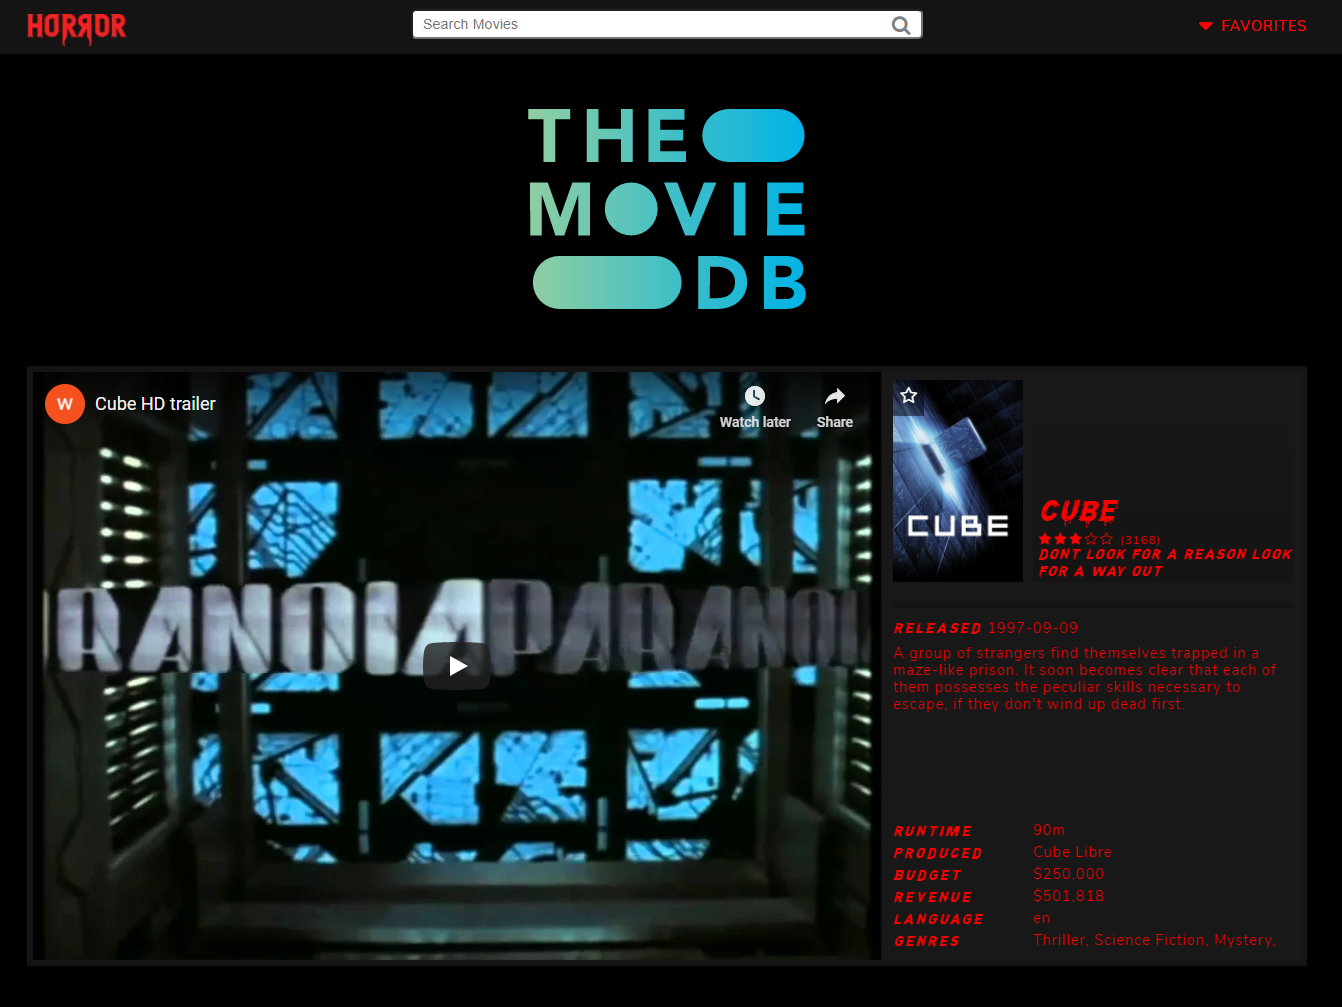 HORROR
Search Movies
FAVORITES
THE
MOVIE
DB
W
Cube HD trailer
Watch later
Share
RANOIA PARANOI
CUBE
CUBE
(3168)
DONT LOOK FOR A REASON LOOK
FOR A WAY OUT
RELEASED 1997-09-09
A group of strangers find themselves trapped in a
maze-like prison. It soon becomes clear that each of
them possesses the peculiar skills necessary to
escape, if they don't wind up dead first.
RUNTIME 90m
PRODUCED Cube Libre
BUDGET $250,000
REVENUE $501,818
LANGUAGE en
GENRES Thriller, Science Fiction, Mystery,